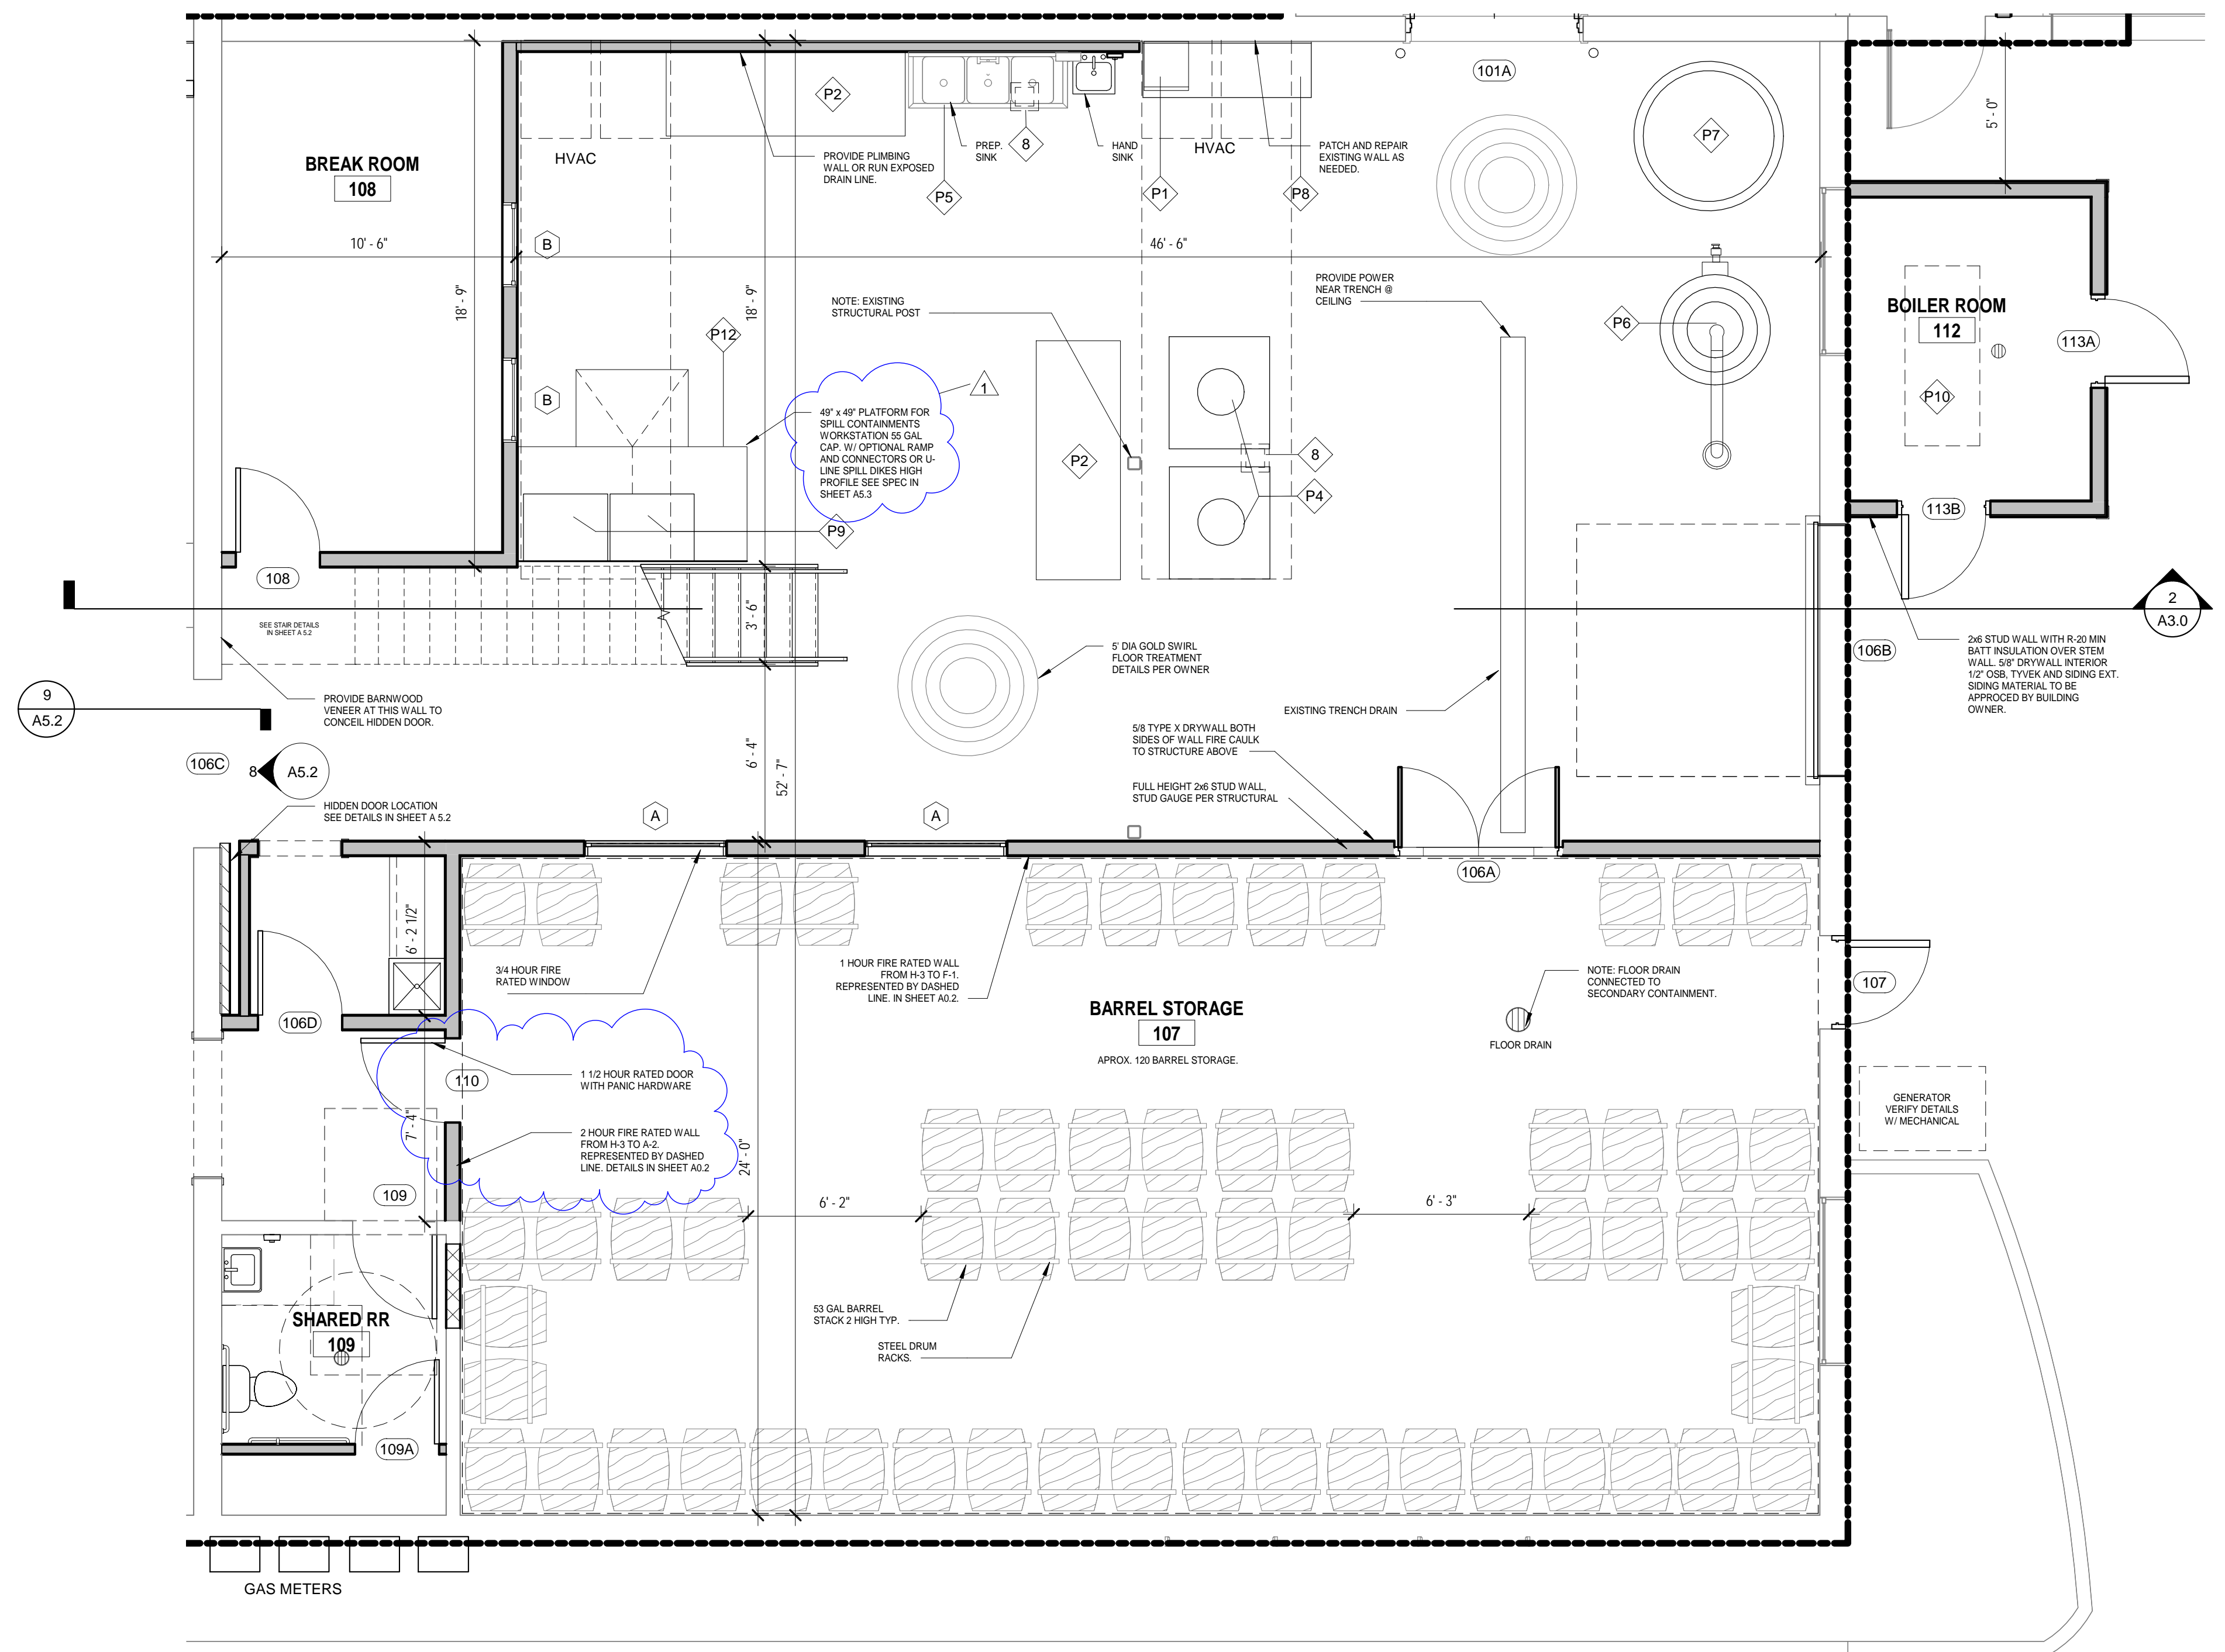 101A
P7
5' - 0"
P2
HVAC
PROVIDE PLIMBING
WALL OR RUN EXPOSED
DRAIN LINE.
PREP.
SINK
8
HAND
SINK
HVAC
PATCH AND REPAIR
EXISTING WALL AS
NEEDED.
P5
P1
P8
BREAK ROOM
108
10' - 6"
B
46' - 6"
18' - 9"
18' - 9"
NOTE: EXISTING
STRUCTURAL POST
PROVIDE POWER
NEAR TRENCH @
CEILING
P12
P6
BOILER ROOM
112
113A
P10
B
1
49" x 49" PLATFORM FOR
SPILL CONTAINMENTS
WORKSTATION 55 GAL
CAP. W/ OPTIONAL RAMP
AND CONNECTORS OR U-
LINE SPILL DIKES HIGH
PROFILE SEE SPEC IN
SHEET A5.3
P2
8
P4
P9
113B
108
SEE STAIR DETAILS
IN SHEET A 5.2
3' - 6"
2
A3.0
5' DIA GOLD SWIRL
FLOOR TREATMENT
DETAILS PER OWNER
106B
2x6 STUD WALL WITH R-20 MIN
BATT INSULATION OVER STEM
WALL. 5/8" DRYWALL INTERIOR
1/2" OSB, TYVEK AND SIDING EXT.
SIDING MATERIAL TO BE
APPROCED BY BUILDING
OWNER.
9
A5.2
PROVIDE BARNWOOD
VENEER AT THIS WALL TO
CONCEIL HIDDEN DOOR.
EXISTING TRENCH DRAIN
5/8 TYPE X DRYWALL BOTH
SIDES OF WALL FIRE CAULK
TO STRUCTURE ABOVE
6' - 4"
52' - 7"
106C
8
A5.2
FULL HEIGHT 2x6 STUD WALL,
STUD GAUGE PER STRUCTURAL
HIDDEN DOOR LOCATION
SEE DETAILS IN SHEET A 5.2
A
A
106A
6' - 2 1/2"
3/4 HOUR FIRE
RATED WINDOW
1 HOUR FIRE RATED WALL
FROM H-3 TO F-1.
REPRESENTED BY DASHED
LINE. IN SHEET A0.2.
NOTE: FLOOR DRAIN
CONNECTED TO
SECONDARY CONTAINMENT.
107
BARREL STORAGE
107
APROX. 120 BARREL STORAGE.
FLOOR DRAIN
106D
110
1 1/2 HOUR RATED DOOR
WITH PANIC HARDWARE
7' - 4"
2 HOUR FIRE RATED WALL
FROM H-3 TO A-2.
REPRESENTED BY DASHED
LINE. DETAILS IN SHEET A0.2
24' - 0"
GENERATOR
VERIFY DETAILS
W/ MECHANICAL
109
6' - 2"
6' - 3"
53 GAL BARREL
STACK 2 HIGH TYP.
STEEL DRUM
RACKS.
SHARED RR
109
109A
GAS METERS